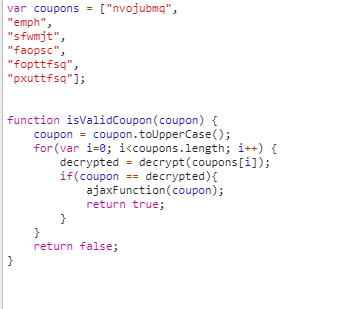 var coupons = ["nvojubmq",
"emph",
"sfwmjt",
"faopsc",
"fopttfsq",
"pxuttfsq"];
function isValidCoupon(coupon) {
coupon = coupon.toUpperCase();
for(var i=0; i<coupons.length; i++) {
decrypted = decrypt(coupons[i]);
if(coupon == decrypted){
ajaxFunction(coupon);
return true;
}
}
return false;
}